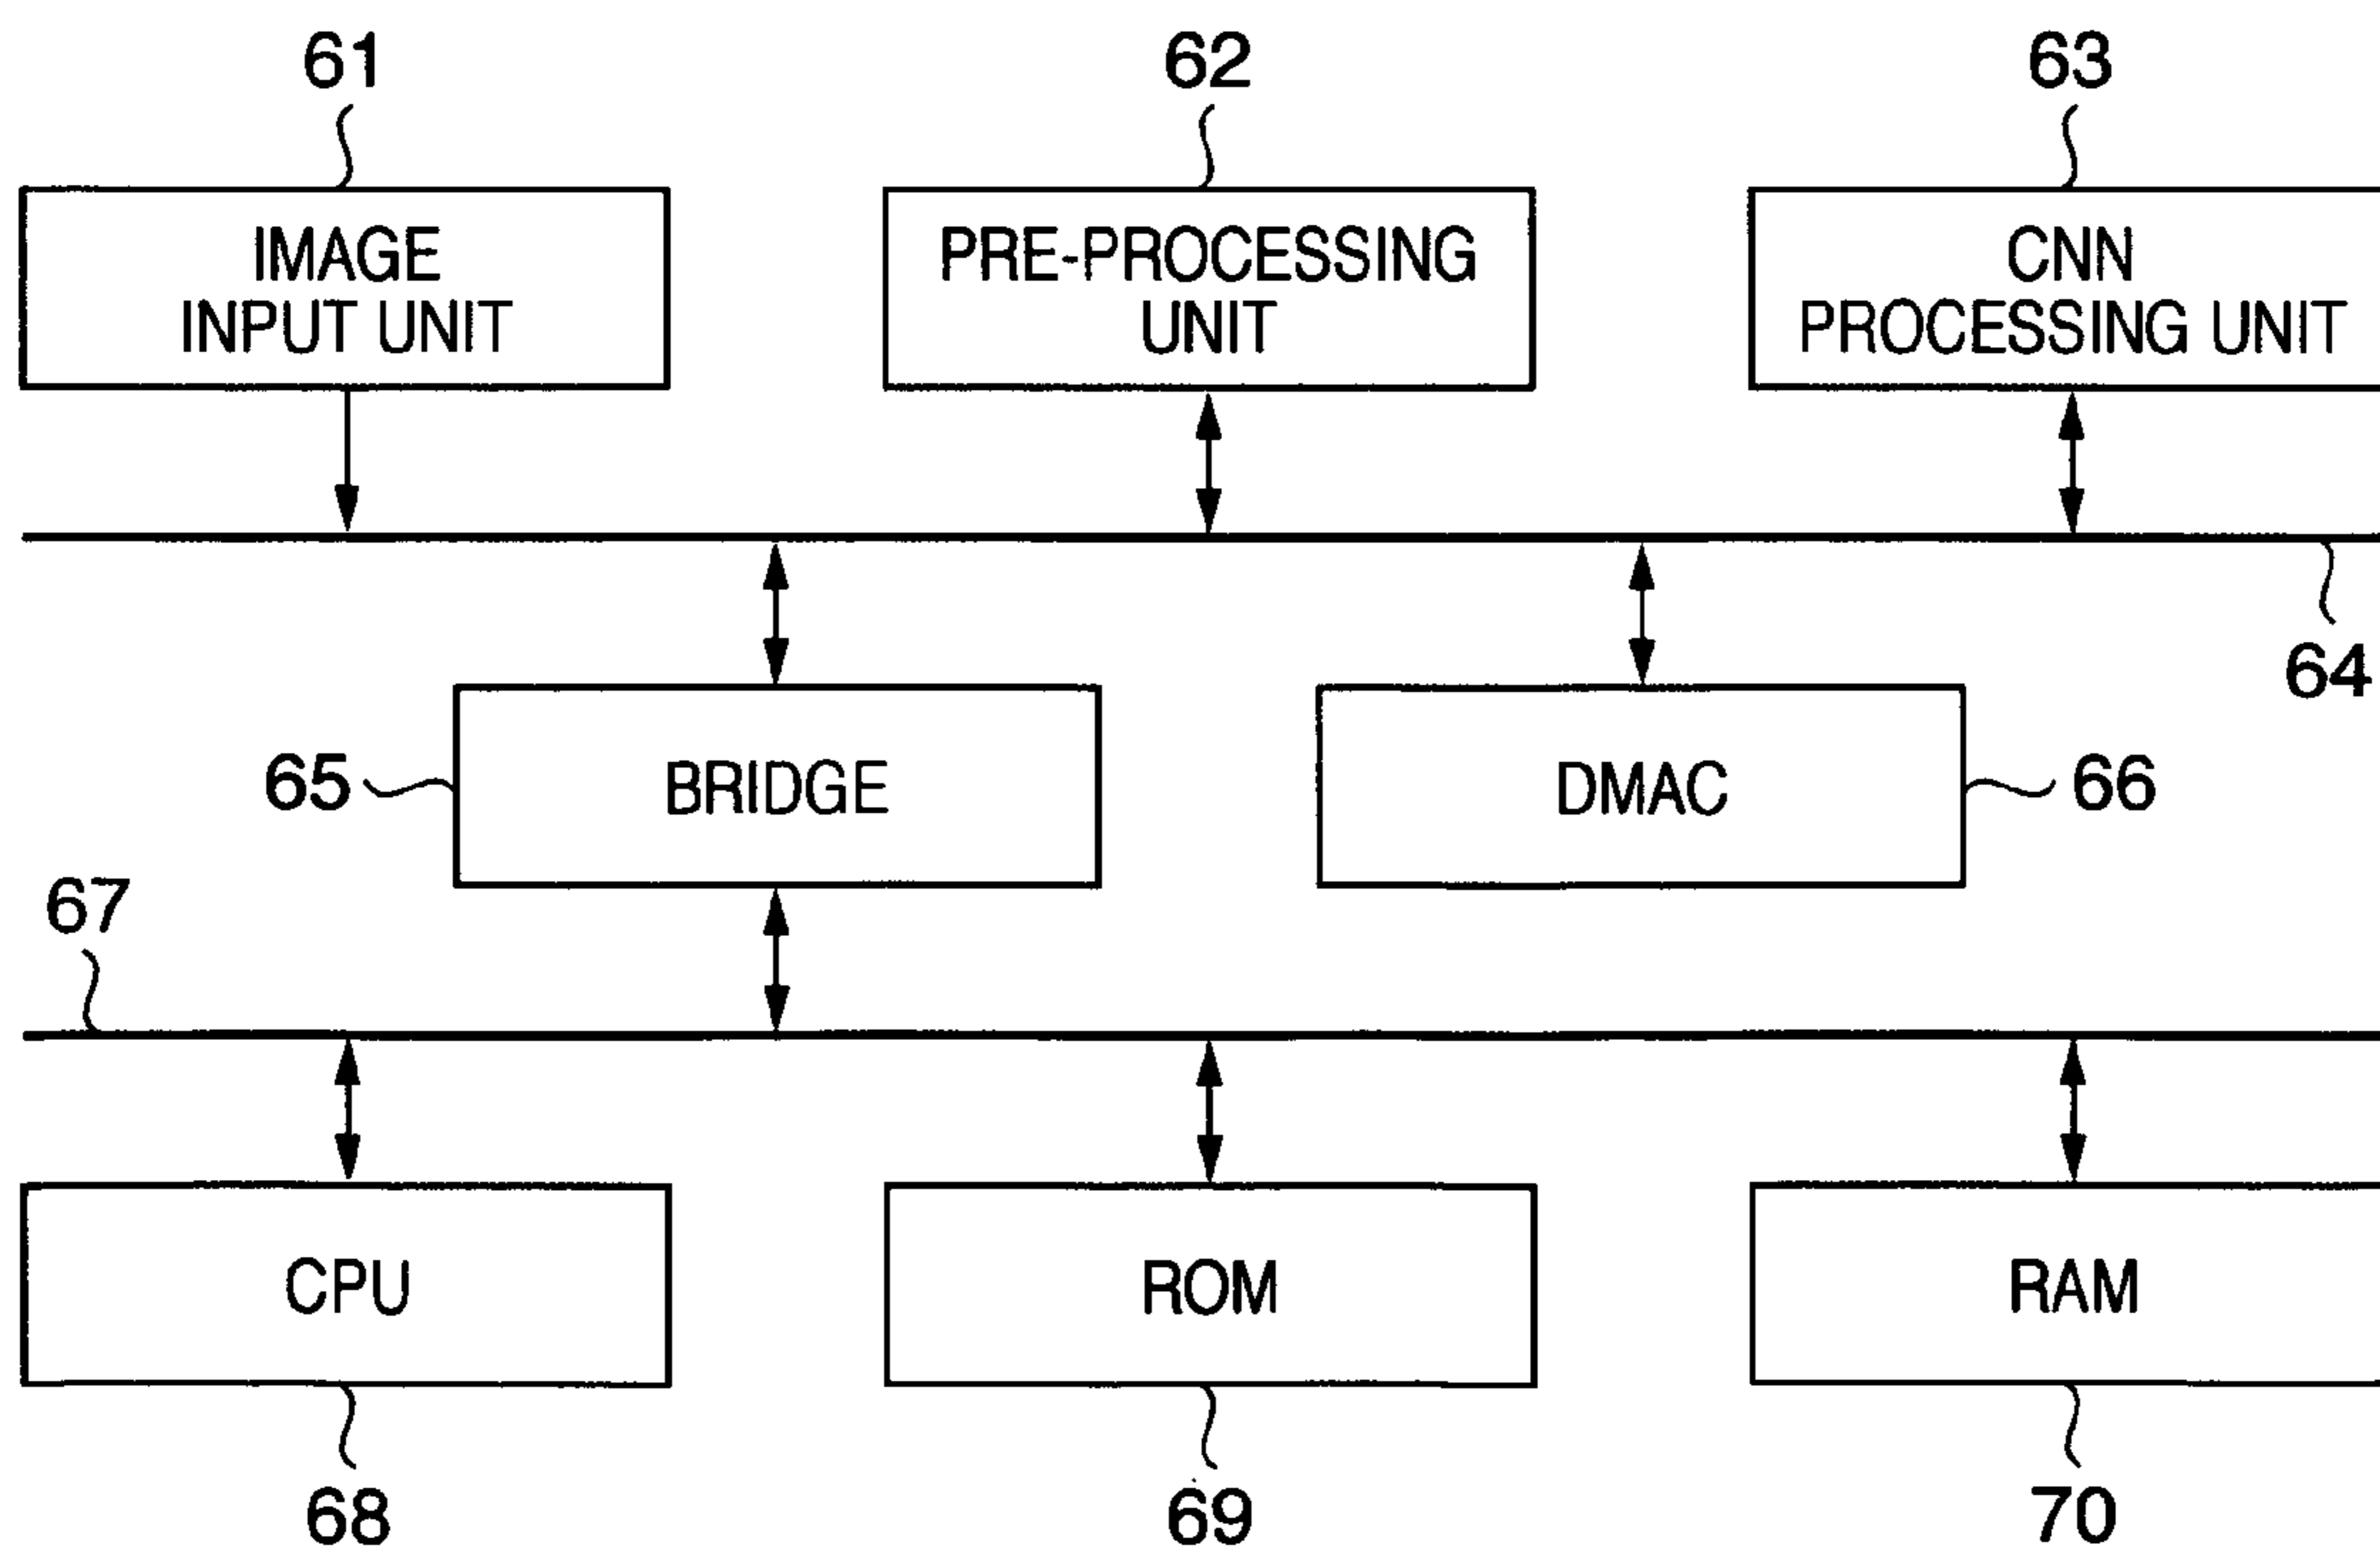 61
62
63
IMAGE
INPUT UNIT
PRE-PROCESSING
UNIT
CNN
PROCESSING UNIT
64
65
BRIDGE
DMAC
66
67
CPU
ROM
RAM
68
69
70